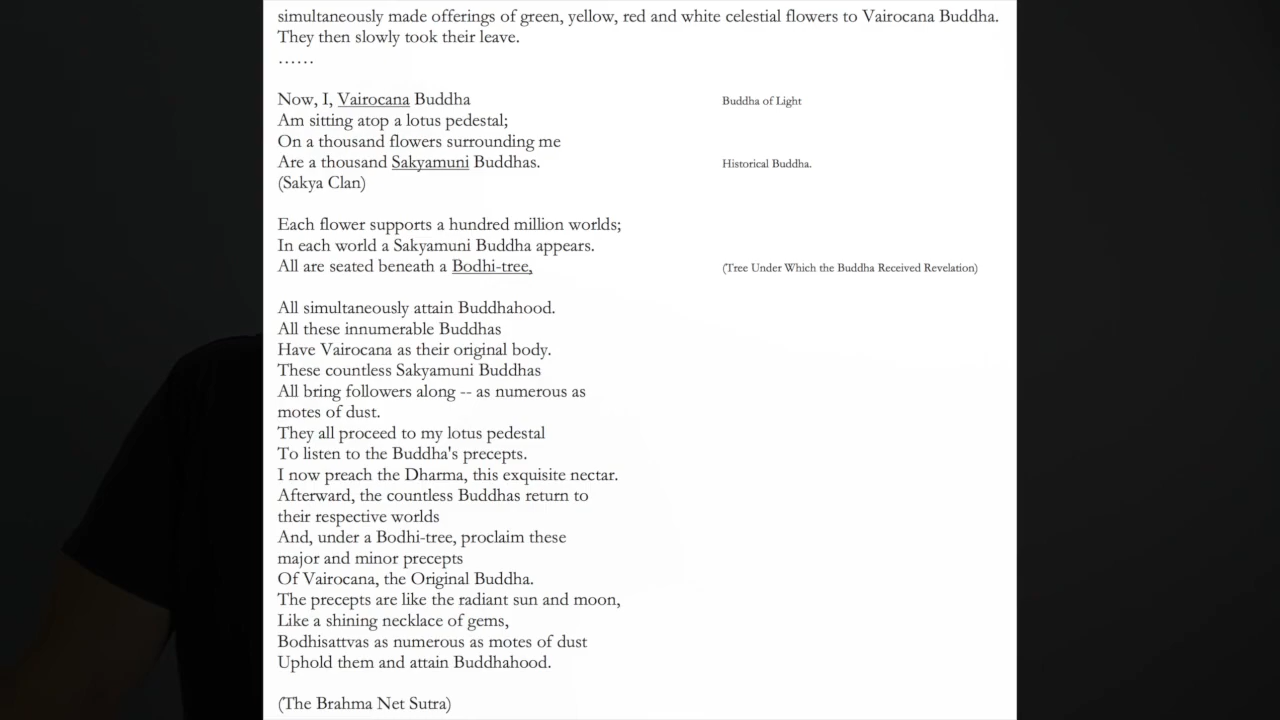 simultaneously made offerings of green, yellow, red and white celestial flowers to Vairocana Buddha.
They then slowly took their leave.
……
Now, I, Vairocana Buddha
Buddha of Light
Am sitting atop a lotus pedestal;
On a thousand flowers surrounding me
Are a thousand Sakyamuni Buddhas.
Historical Buddha.
(Sakya Clan)
Each flower supports a hundred million worlds;
In each world a Sakyamuni Buddha appears.
All are seated beneath a Bodhi-tree,
(Tree Under Which the Buddha Received Revelation)
All simultaneously attain Buddhahood.
All these innumerable Buddhas
Have Vairocana as their original body.
These countless Sakyamuni Buddhas
All bring followers along -- as numerous as
motes of dust.
They all proceed to my lotus pedestal
To listen to the Buddha's precepts.
I now preach the Dharma, this exquisite nectar.
Afterward, the countless Buddhas return to
their respective worlds
And, under a Bodhi-tree, proclaim these
major and minor precepts
Of Vairocana, the Original Buddha.
The precepts are like the radiant sun and moon,
Like a shining necklace of gems,
Bodhisattvas as numerous as motes of dust
Uphold them and attain Buddhahood.
(The Brahma Net Sutra)